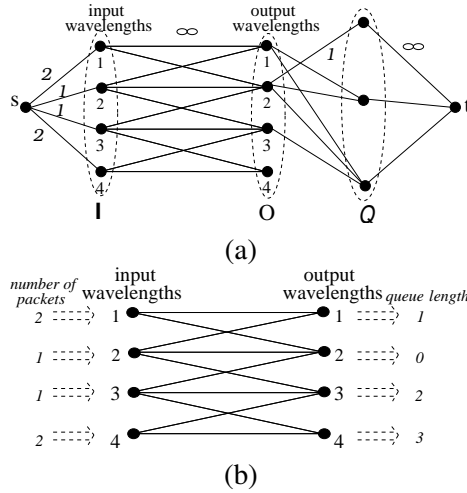 input
wavelengths
∞
output
wavelengths
∞
2
1
1
2
s
1
2
3
4
1
2
3
4
1
t
I
O
Q
(a)
number of
packets
input
wavelengths
output
wavelengths
queue length
2
1
1
1
1
2
2
0
1
3
3
2
2
4
4
3
(b)